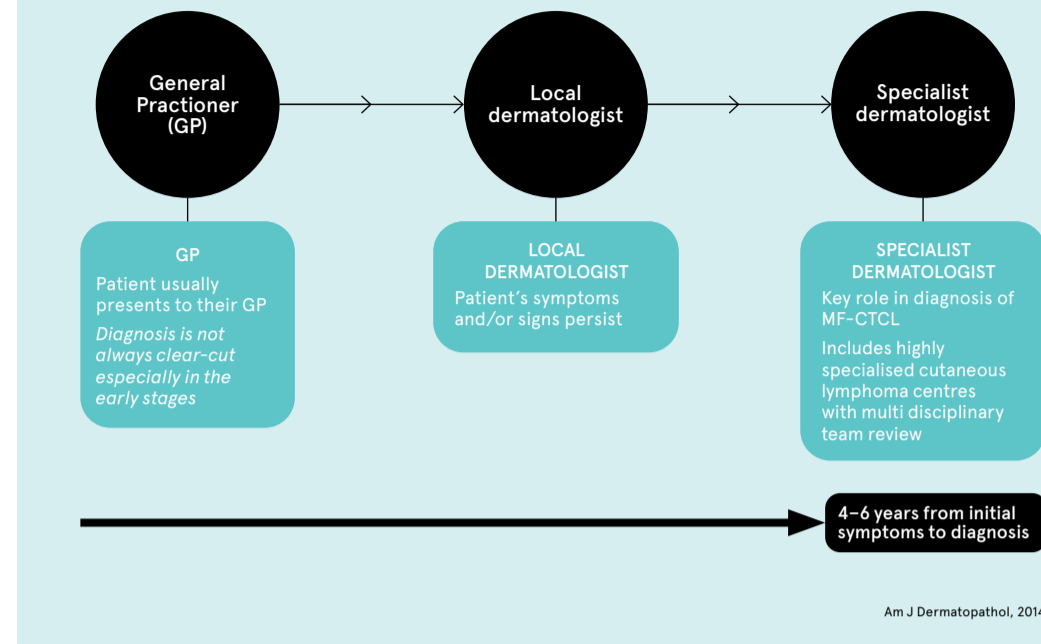 General
Practioner
(GP)
Local
dermatologist
Specialist
dermatologist
GP
Patient usually
presents to their GP
Diagnosis is not
always clear-cut
especially in the
early stages
LOCAL
DERMATOLOGIST
Patient's symptoms
and/or signs persist
SPECIALIST
DERMATOLOGIST
Key role in diagnosis of
MF-CTCL
Includes highly
specialised cutaneous
lymphoma centres
with multi disciplinary
team review
4–6 years from initial
symptoms to diagnosis
Am J Dermatopathol, 2014